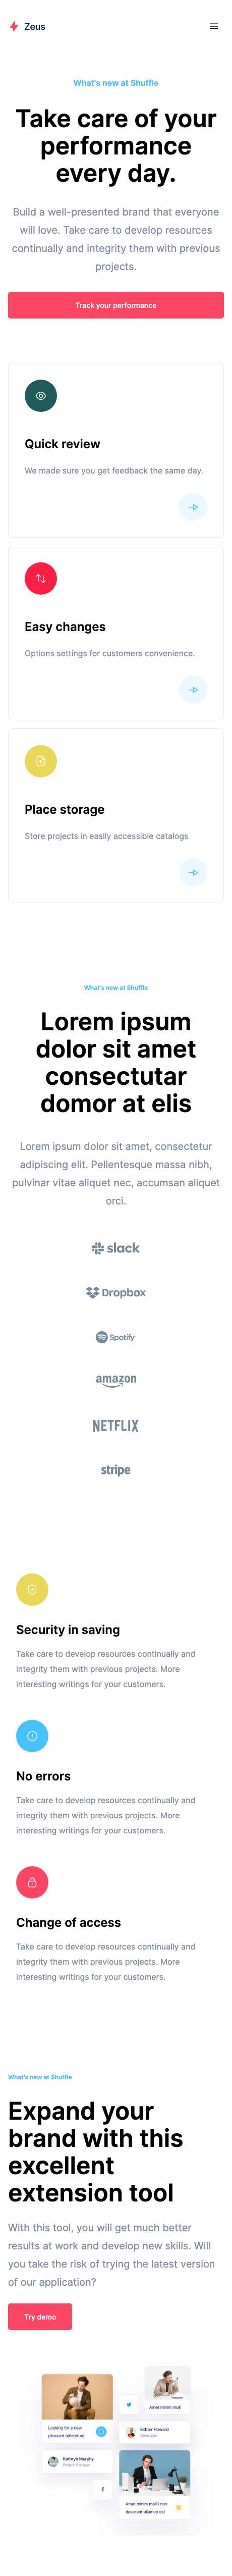 Zeus
What's new at Shuffle
Take care of your
performance
every day.
Build a well-presented brand that everyone
will love. Take care to develop resources
continually and integrity them with previous
projects.
Track your performance
Quick review
We made sure you get feedback the same day.
Easy changes
Options settings for customers convenience.
Place storage
Store projects in easily accessible catalogs
What's new at Shuffle
Lorem ipsum
dolor sit amet
consectutar
domor at elis
Lorem ipsum dolor sit amet, consectetur
adipiscing elit. Pellentesque massa nibh,
pulvinar vitae aliquet nec, accumsan aliquet
orci.
slack
Dropbox
Spotify
amazon
NETFLIX
stripe
Security in saving
Take care to develop resources continually and
integrity them with previous projects. More
interesting writings for your customers.
No errors
Take care to develop resources continually and
integrity them with previous projects. More
interesting writings for your customers.
Change of access
Take care to develop resources continually and
integrity them with previous projects. More
interesting writings for your customers.
What's new at Shuffle
Expand your
brand with this
excellent
extension tool
With this tool, you will get much better
results at work and develop new skills. Will
you take the risk of trying the latest version
of our application?
Try demo
Looking for a new
pleasant adventure
Kathryn Murphy
Project Manager
Amet minim mull
Esther Howard
Developer
Amet minim mollit non
deserunt ullamco est